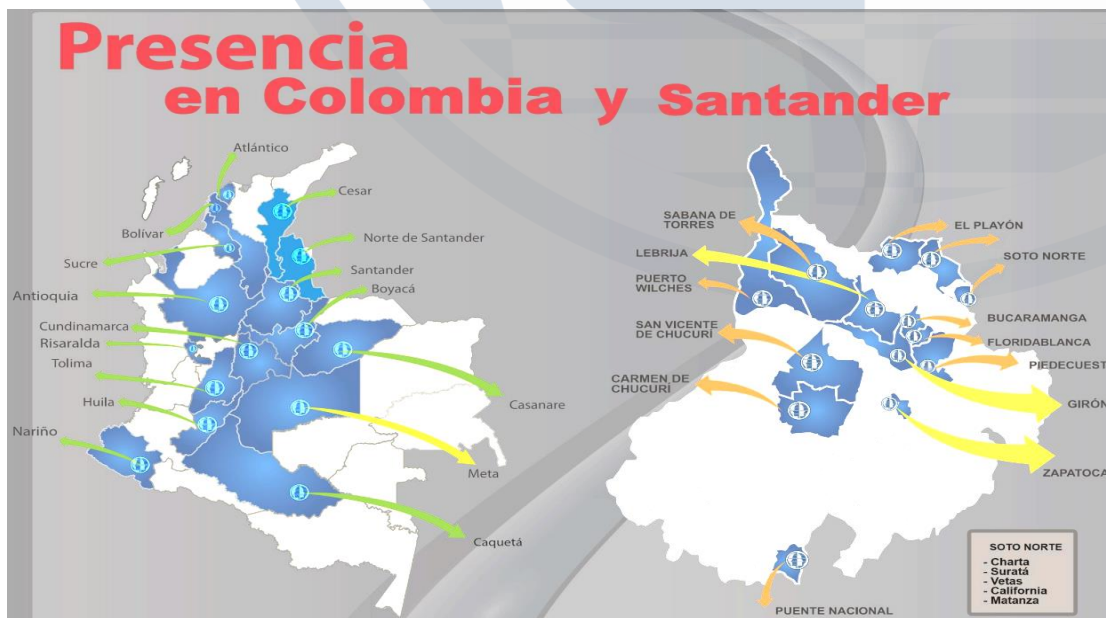 Presencia
en Colombia y Santander
Atlántico
Cesar
Bolívar
Norte de Santander
Sucre
Santander
Antioquia
Boyacá
Cundinamarca
Risaralda
Tolima
Huila
Casanare
Nariño
Meta
Caquetá
SABANA DE
TORRES
EL PLAYÓN
LEBRIJA
SOTO NORTE
PUERTO
WILCHES
BUCARAMANGA
SAN VICENTE
DE CHUCURÍ
FLORIDABLANCA
PIEDECUEST
CARMEN DE
CHUCURÍ
GIRÓN
ZAPATOCA
PUENTE NACIONAL
SOTO NORTE
- Charta
- Suratá
- Vetas
- California
- Matanza